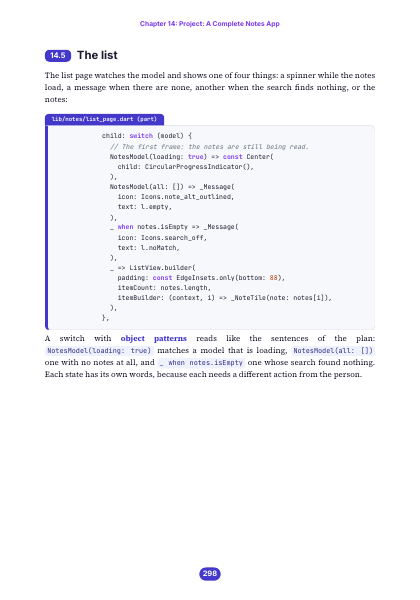 Chapter 14: Project: A Complete Notes App
14.5 The list
The list page watches the model and shows one of four things: a spinner while the notes
load, a message when there are none, another when the search finds nothing, or the
notes:
lib/notes/list_page.dart (part)
child: switch (model) {
// The first frame: the notes are still being read.
NotesModel(loading: true) => const Center(
child: CircularProgressIndicator(),
),
NotesModel(all: []) => _Message(
icon: Icons.note_alt_outlined,
text: l.empty,
),
_ when notes.isEmpty => _Message(
icon: Icons.search_off,
text: l.noMatch,
),
_ => ListView.builder(
padding: const EdgeInsets.only(bottom: 88),
itemCount: notes.length,
itemBuilder: (context, i) => _NoteTile(note: notes[i]),
),
},
A switch with object patterns reads like the sentences of the plan:
NotesModel(loading: true) matches a model that is loading, NotesModel(all: [])
one with no notes at all, and _ when notes.isEmpty one whose search found nothing.
Each state has its own words, because each needs a different action from the person.
298